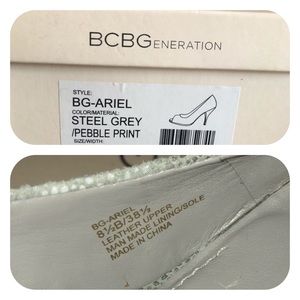 BCBGENERATION
STYLE:
BG-ARIEL
COLOR/MATERIAL:
STEEL GREY
/PEBBLE PRINT
SIZE/WIDTH:
BG-ARIEL
8½B/38½
LEATHER UPPER
MAN MADE LINING/SOLE
MADE IN CHINA